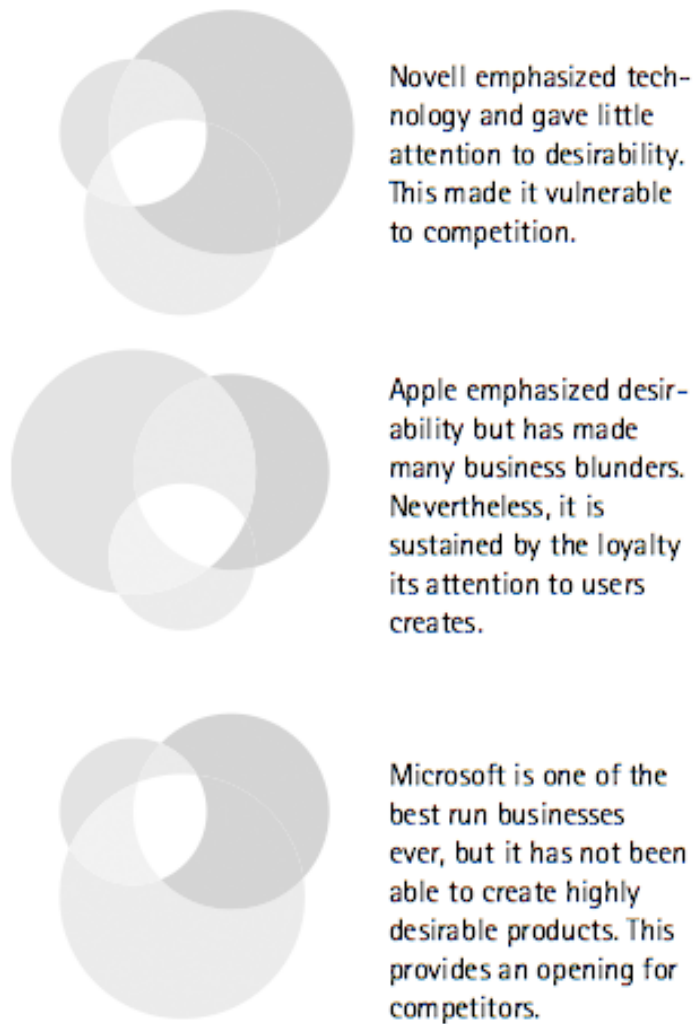 Novell emphasized tech-
nology and gave little
attention to desirability.
This made it vulnerable
to competition.
Apple emphasized desir-
ability but has made
many business blunders.
Nevertheless, it is
sustained by the loyalty
its attention to users
creates.
Microsoft is one of the
best run businesses
ever, but it has not been
able to create highly
desirable products. This
provides an opening for
competitors.